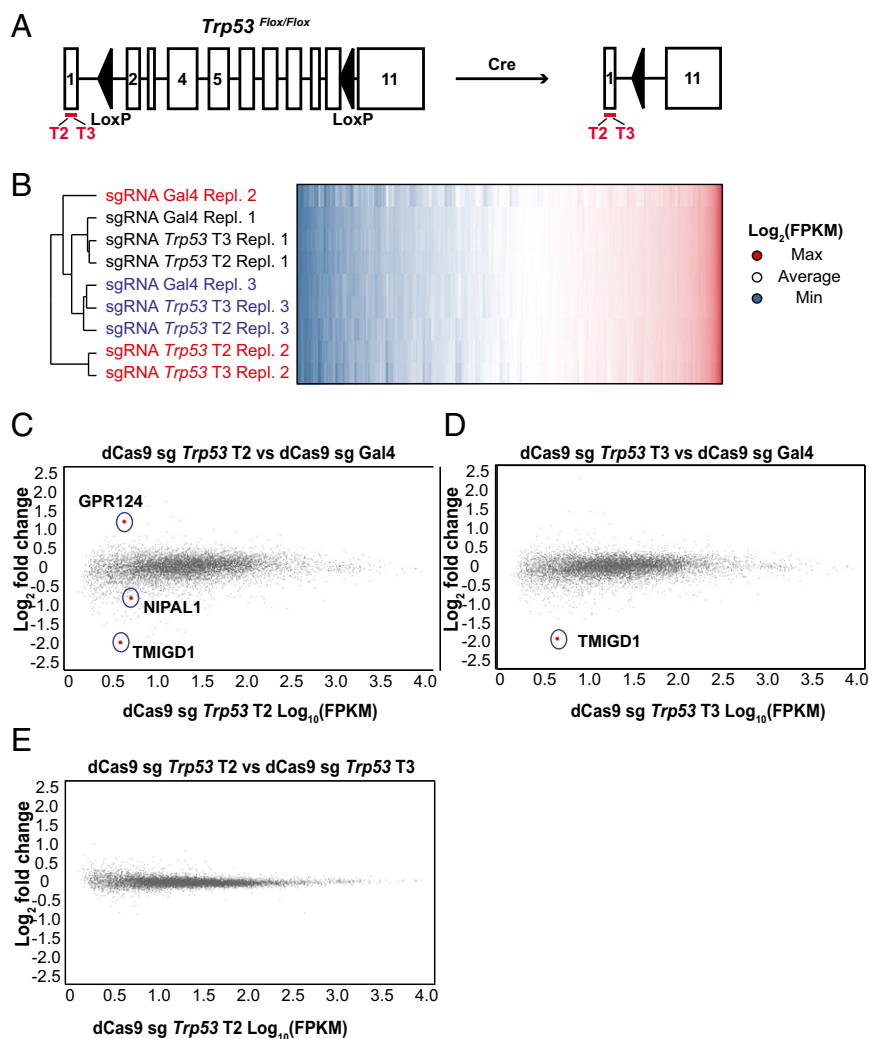 A
Trp53 Flox/Flox
1 2 4 5 11
LoxP LoxP
T2 T3
Cre
1 11
T2 T3
B
sgRNA Gal4 Repl. 2
sgRNA Gal4 Repl. 1
sgRNA Trp53 T3 Repl. 1
sgRNA Trp53 T2 Repl. 1
sgRNA Gal4 Repl. 3
sgRNA Trp53 T3 Repl. 3
sgRNA Trp53 T2 Repl. 3
sgRNA Trp53 T2 Repl. 2
sgRNA Trp53 T3 Repl. 2
Log2(FPKM)
Max
Average
Min
C
dCas9 sg Trp53 T2 vs dCas9 sg Gal4
Log2 fold change
2.5
2.0
1.5
1.0
0.5
0
-0.5
-1.0
-1.5
-2.0
-2.5
GPR124
NIPAL1
TMIGD1
0 0.5 1.0 1.5 2.0 2.5 3.0 3.5 4.0
dCas9 sg Trp53 T2 Log10(FPKM)
D
dCas9 sg Trp53 T3 vs dCas9 sg Gal4
Log2 fold change
2.5
2.0
1.5
1.0
0.5
0
-0.5
-1.0
-1.5
-2.0
-2.5
TMIGD1
0 0.5 1.0 1.5 2.0 2.5 3.0 3.5 4.0
dCas9 sg Trp53 T3 Log10(FPKM)
E
dCas9 sg Trp53 T2 vs dCas9 sg Trp53 T3
Log2 fold change
2.5
2.0
1.5
1.0
0.5
0
-0.5
-1.0
-1.5
-2.0
-2.5
0 0.5 1.0 1.5 2.0 2.5 3.0 3.5 4.0
dCas9 sg Trp53 T2 Log10(FPKM)